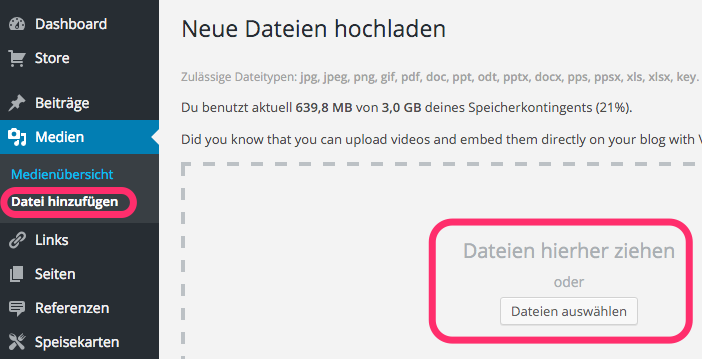 Dashboard
Store
Beiträge
Medien
Medienübersicht
Datei hinzufügen
Links
Seiten
Referenzen
Speisekarten
Neue Dateien hochladen
Zulässige Dateitypen: jpg, jpeg, png, gif, pdf, doc, ppt, odt, pptx, docx, pps, ppsx, xls, xlsx, key.
Du benutzt aktuell 639,8 MB von 3,0 GB deines Speicherkontingents (21%).
Did you know that you can upload videos and embed them directly on your blog with
Dateien hierher ziehen
oder
Dateien auswählen